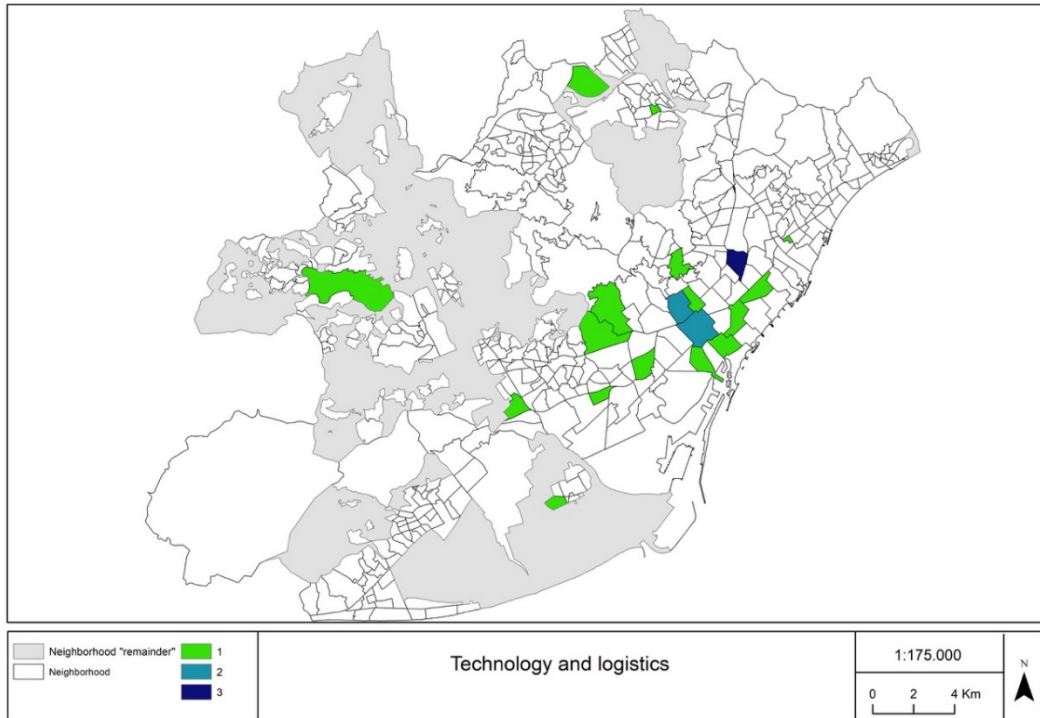 Neighborhood "remainder"
Neighborhood
1
2
3
Technology and logistics
1:175.000
0 2 4 Km
N